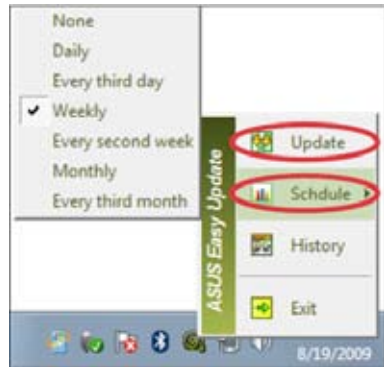 None
Daily
Every third day
Weekly
Every second week
Monthly
Every third month
ASUS Easy Update
Update
Schdule
History
Exit
8/19/2009